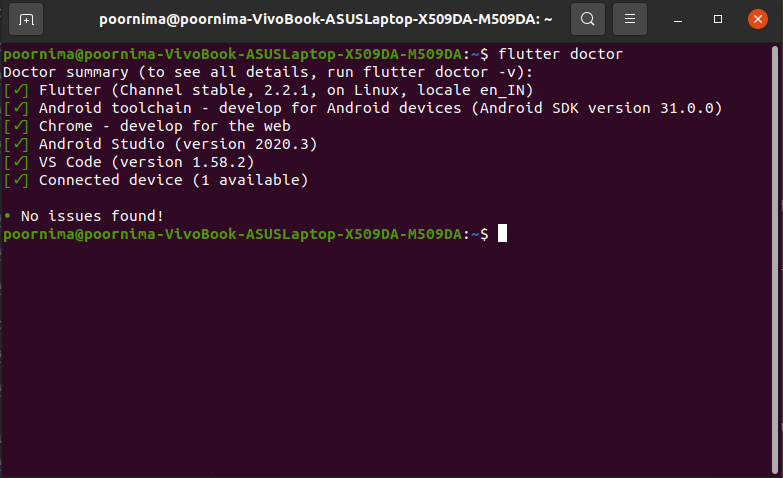 poornima@poornima-VivoBook-ASUSLaptop-X509DA-M509DA: ~
poornima@poornima-VivoBook-ASUSLaptop-X509DA-M509DA:~$ flutter doctor
Doctor summary (to see all details, run flutter doctor -v):
[✓] Flutter (Channel stable, 2.2.1, on Linux, locale en_IN)
[✓] Android toolchain - develop for Android devices (Android SDK version 31.0.0)
[✓] Chrome - develop for the web
[✓] Android Studio (version 2020.3)
[✓] VS Code (version 1.58.2)
[✓] Connected device (1 available)
• No issues found!
poornima@poornima-VivoBook-ASUSLaptop-X509DA-M509DA:~$